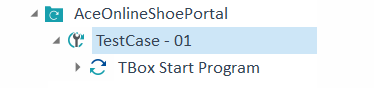 AceOnlineShoePortal
TestCase - 01
TBox Start Program